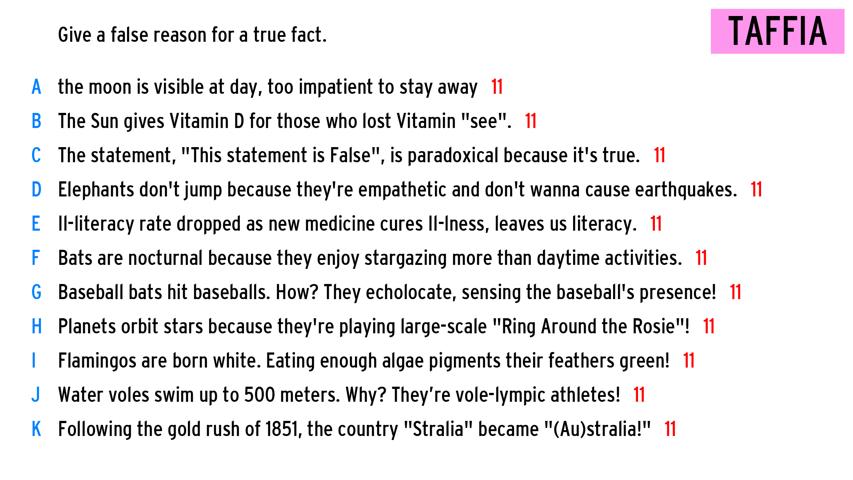 Give a false reason for a true fact.
TAFFIA
A the moon is visible at day, too impatient to stay away 11
B The Sun gives Vitamin D for those who lost Vitamin "see". 11
C The statement, "This statement is False", is paradoxical because it's true. 11
D Elephants don't jump because they're empathetic and don't wanna cause earthquakes. 11
E Il-literacy rate dropped as new medicine cures Il-lness, leaves us literacy. 11
F Bats are nocturnal because they enjoy stargazing more than daytime activities. 11
G Baseball bats hit baseballs. How? They echolocate, sensing the baseball's presence! 11
H Planets orbit stars because they're playing large-scale "Ring Around the Rosie"! 11
I Flamingos are born white. Eating enough algae pigments their feathers green! 11
J Water voles swim up to 500 meters. Why? They’re vole-lympic athletes! 11
K Following the gold rush of 1851, the country "Stralia" became "(Au)stralia!" 11